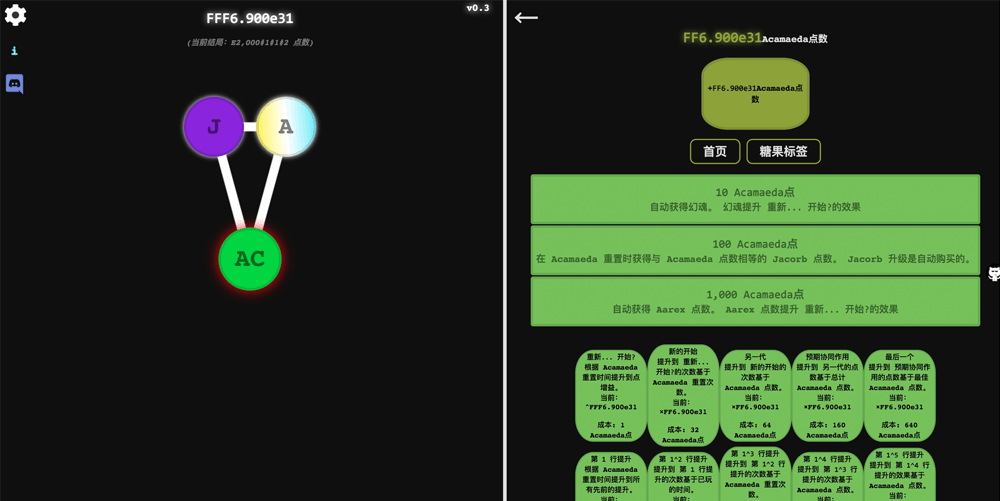 v0.3
FFF6.900e31
(当前结局: E2,000#1#1#2 点数)
i
J
A
AC
FF6.900e31Acamaeda点数
+FF6.900e31Acamaeda点
数
首页
糖果标签
10 Acamaeda点
自动获得幻魂。 幻魂提升 重新... 开始?的效果
100 Acamaeda点
在 Acamaeda 重置时获得与 Acamaeda 点数相等的 Jacorb 点数。 Jacorb 升级是自动购买的。
1,000 Acamaeda点
自动获得 Aarex 点数。 Aarex 点数提升 重新... 开始?的效果
重新... 开始?
根据 Acamaeda
重置时间提升到点
增益。
当前:
^FFF6.900e31
成本: 1
Acamaeda点
新的开始
提升到 重新...
开始?的次数基于
Acamaeda 重置次
数。
当前:
×FF6.900e31
成本: 32
Acamaeda点
另一代
提升到 新的开始的
次数基于
Acamaeda 点数。
当前:
×FF6.900e31
成本: 64
Acamaeda点
预期协同作用
提升到 另一代的点
数基于总计
Acamaeda 点数。
当前:
×FF6.900e31
成本: 160
Acamaeda点
最后一个
提升到 预期协同作
用的点数基于最佳
Acamaeda 点数。
当前:
×FF6.900e31
成本: 640
Acamaeda点
第 1 行提升
根据 Acamaeda
重置时间提升到所
有先前的提升。
当前:
第 1^2 行提升
提升到 第 1 行提
升的次数基于已玩
的时间。
当前:
第 1^3 行提升
提升到 第 1^2 行
提升的次数基于
Acamaeda 重置次
数。
第 1^4 行提升
提升到 第 1^3 行
提升的次数基于
Acamaeda 点数。
当前:
第 1^5 行提升
提升到 第 1^4 行
提升的效果基于
Acamaeda 点数。
当前: